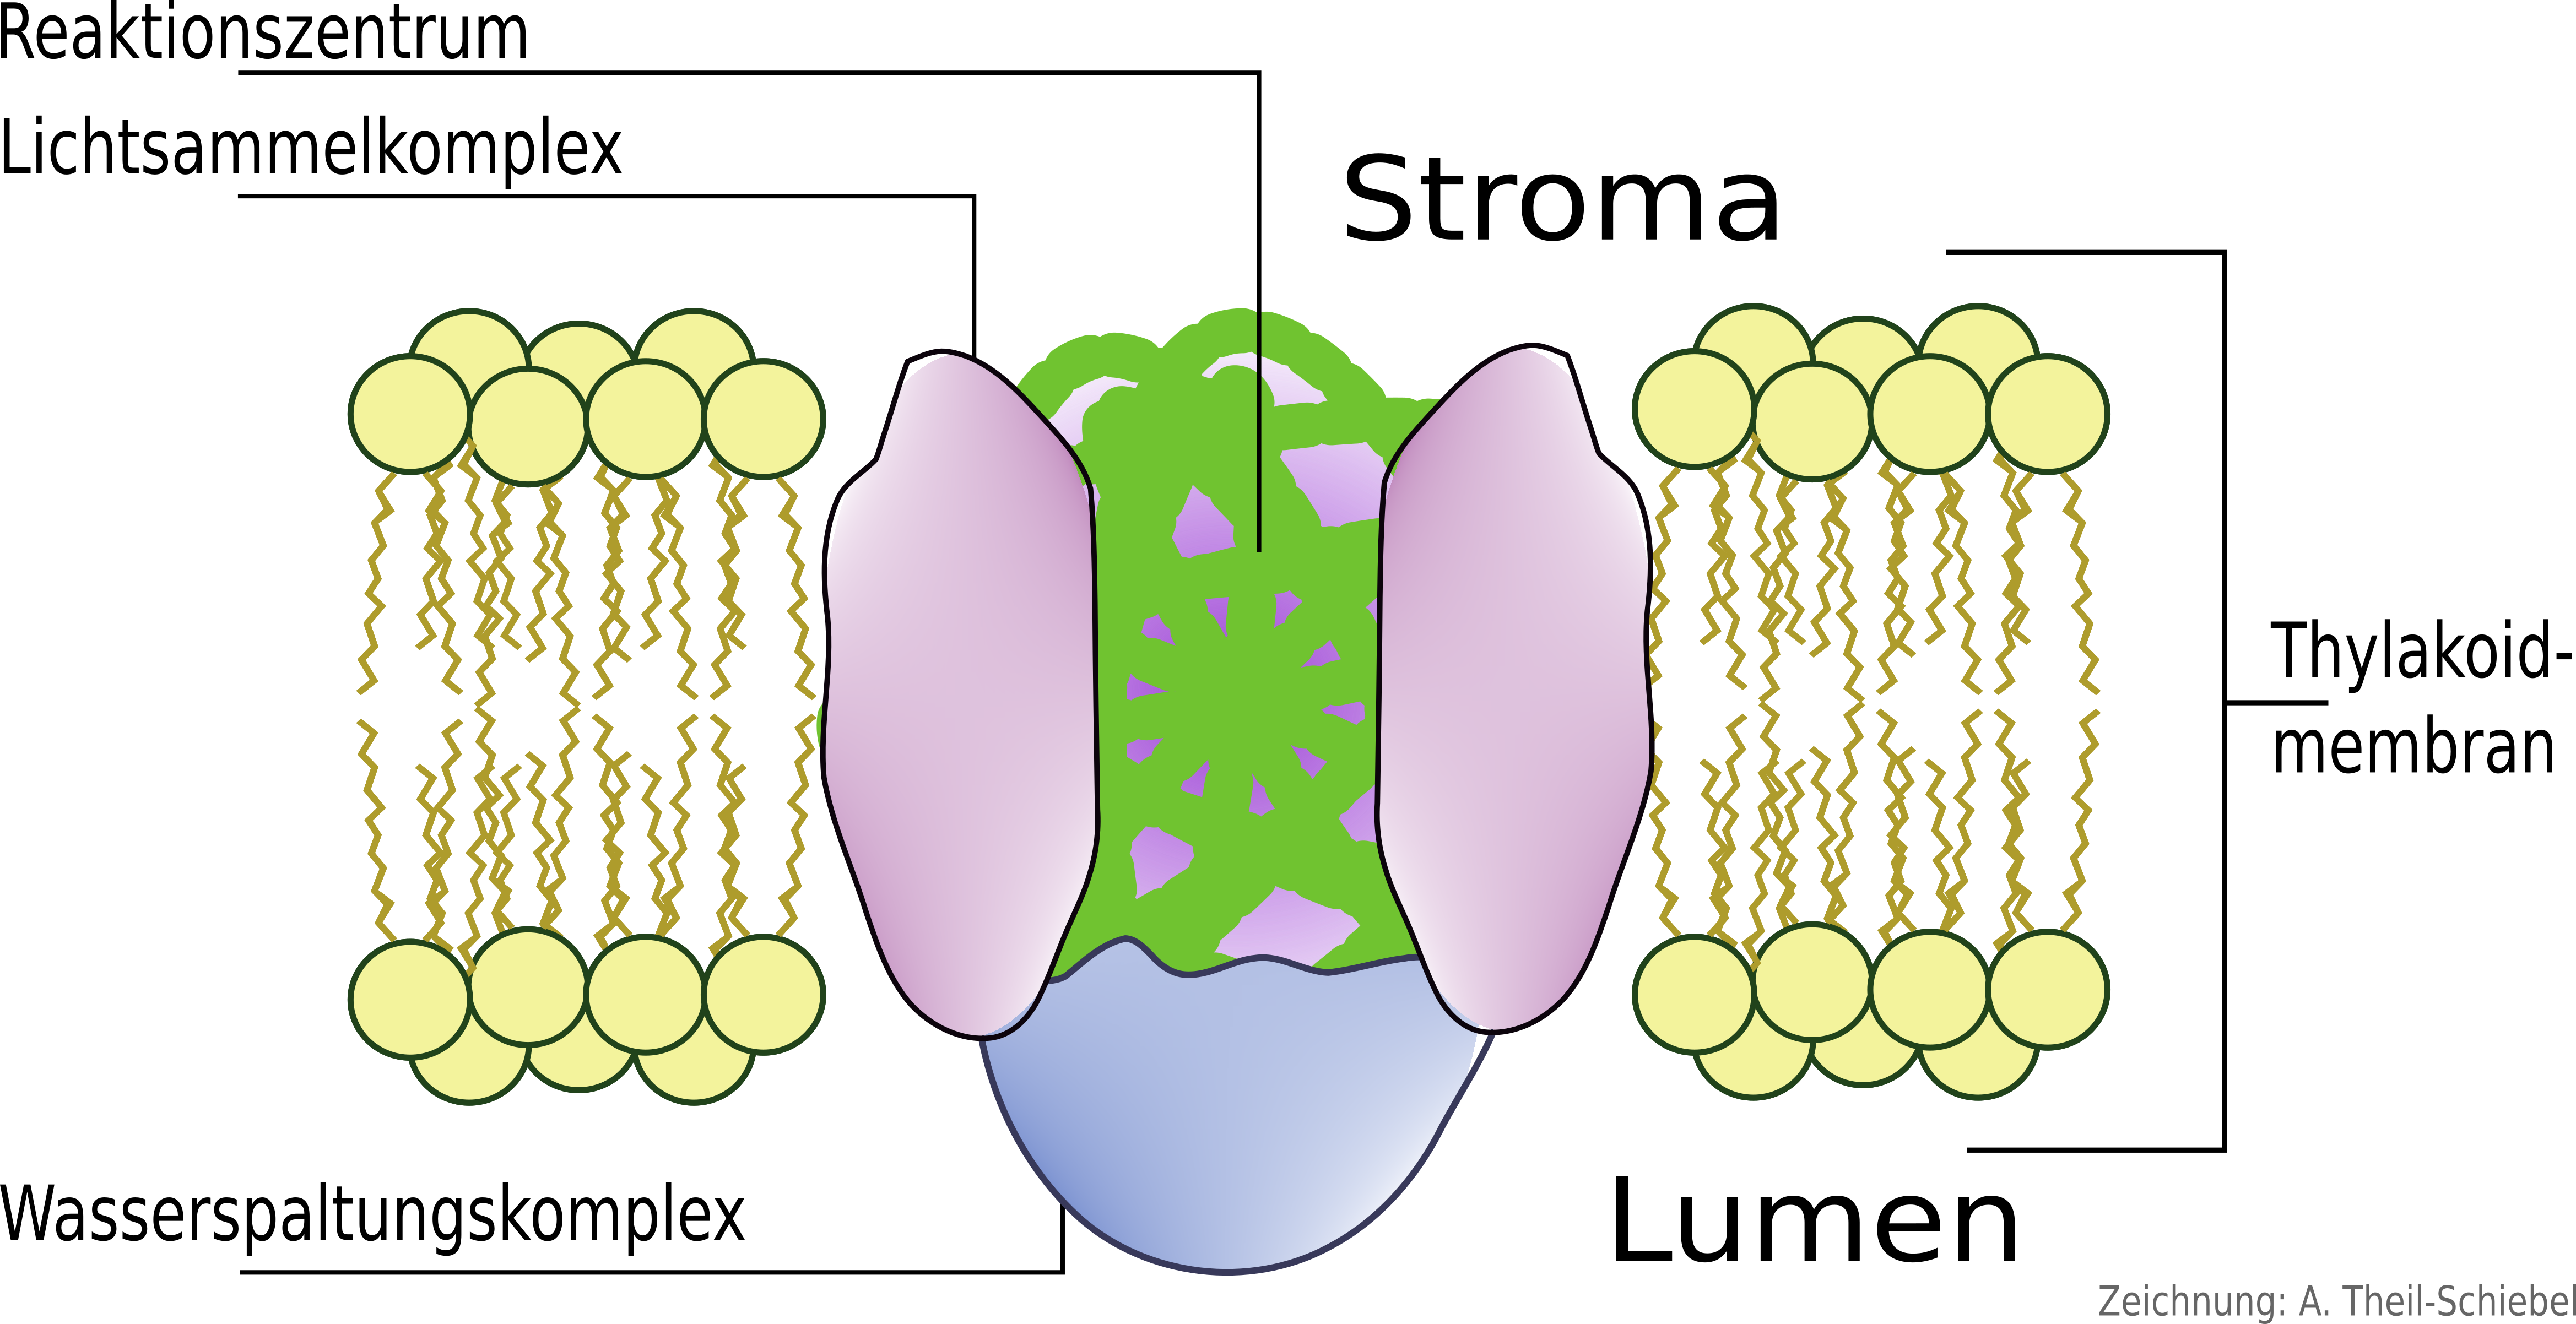 Reaktionszentrum
Lichtsammelkomplex
Stroma
Thylakoid-
membran
Wasserspaltungskomplex
Lumen
Zeichnung: A. Theil-Schiebel